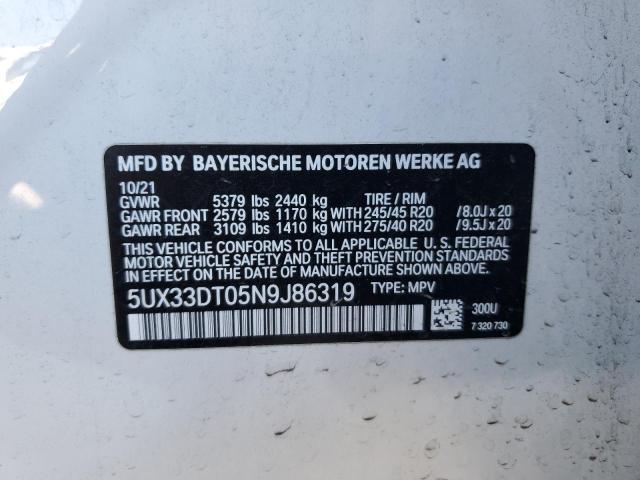 MFD BY BAYERISCHE MOTOREN WERKE AG
10/21
GVWR 5379 lbs 2440 kg TIRE / RIM
GAWR FRONT 2579 lbs 1170 kg WITH 245/45 R20 /8.0J x 20
GAWR REAR 3109 lbs 1410 kg WITH 275/40 R20 /9.5J x 20
THIS VEHICLE CONFORMS TO ALL APPLICABLE U. S. FEDERAL
MOTOR VEHICLE SAFETY AND THEFT PREVENTION
STANDARDS IN EFFECT ON THE DATE OF MANUFACTURE SHOWN ABOVE.
5UX33DT05N9J86319 TYPE: MPV
300U
7 320 730